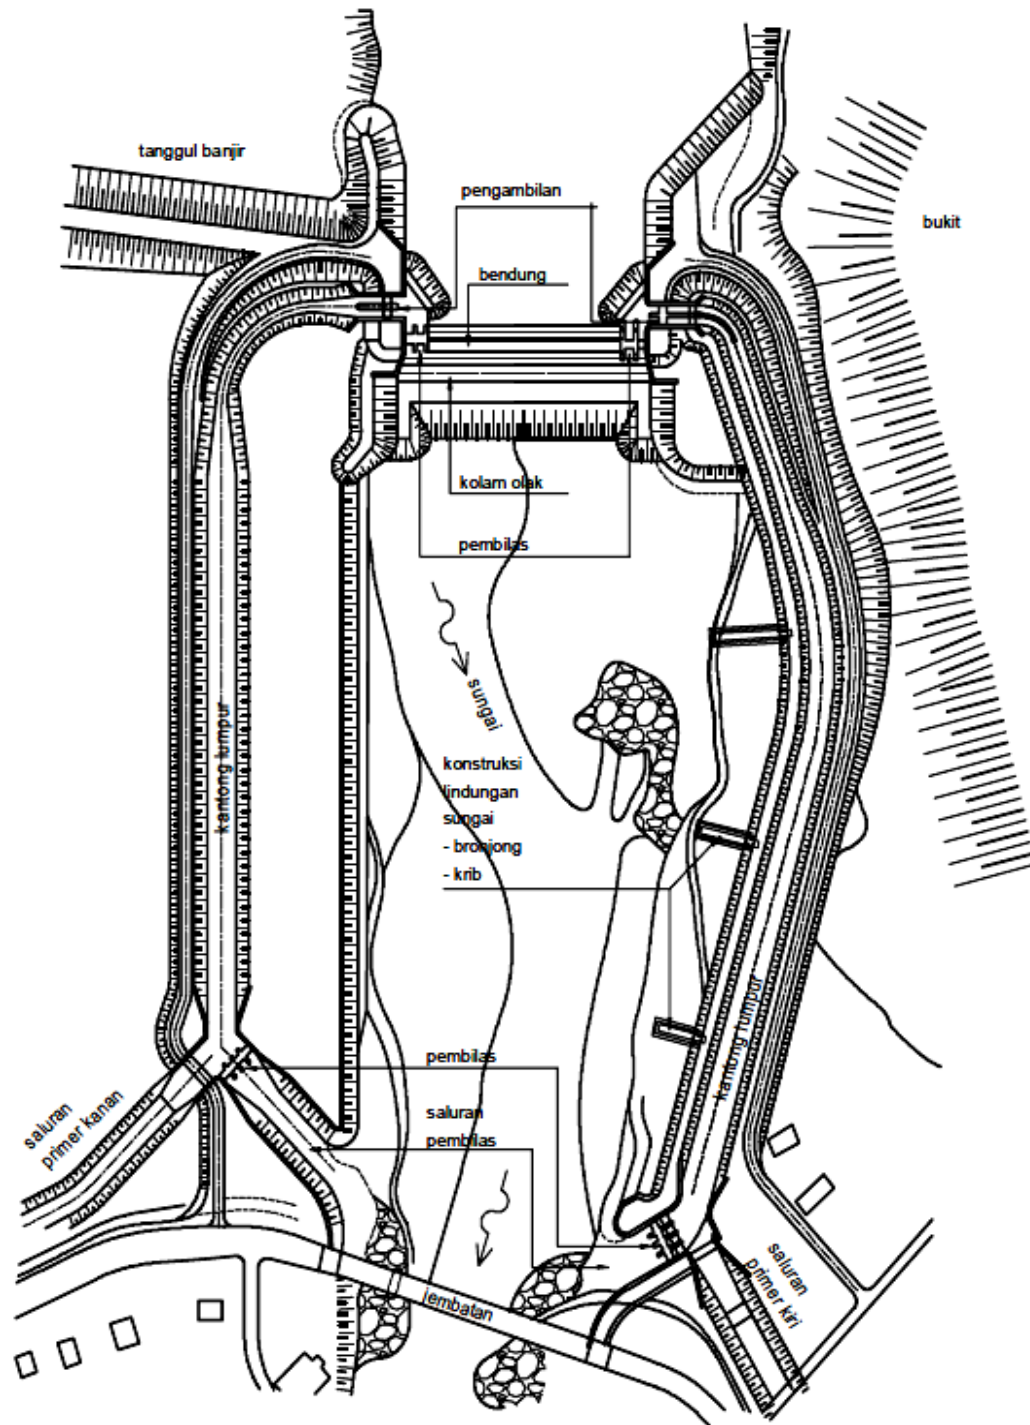 tanggul banjir
pengambilan
bukit
bendung
kolam olak
pembilas
sungai
kantong lumpur
konstruksi
lindungan
sungai
- bronjong
- krib
kantong lumpur
pembilas
saluran
primer kanan
saluran
pembilas
saluran
primer kiri
jembatan